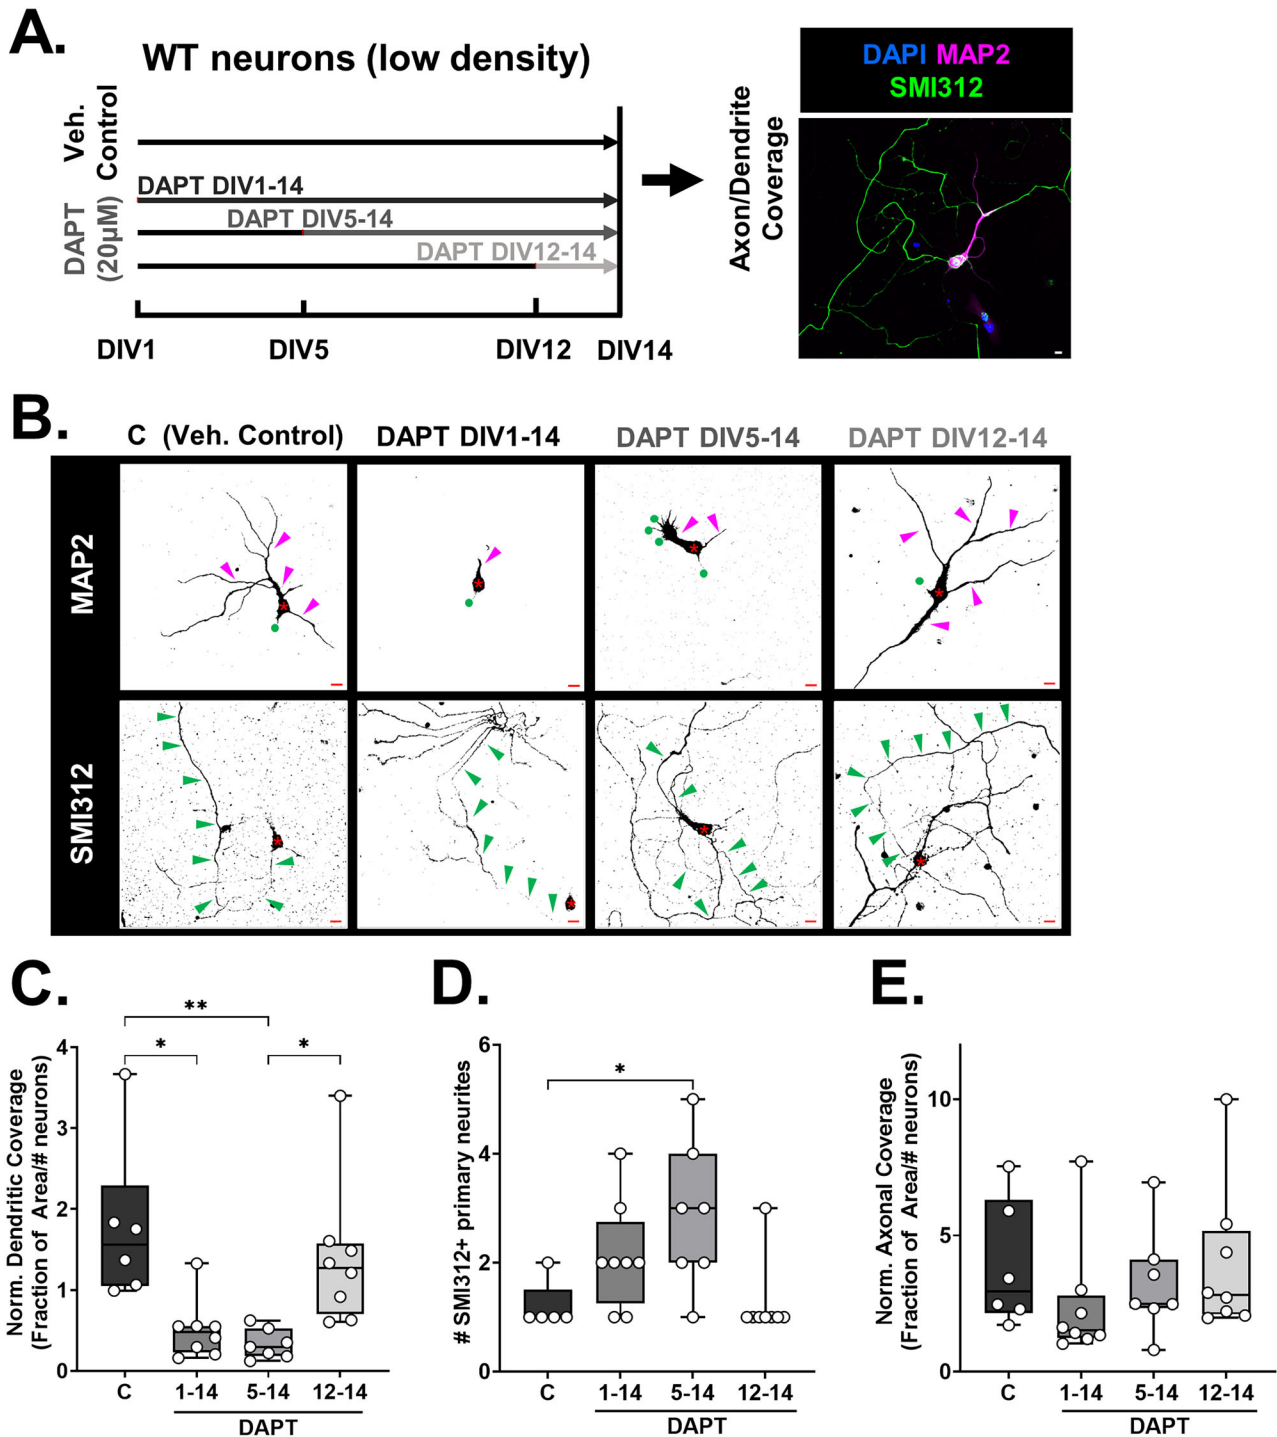 A.
WT neurons (low density)
Veh.
Control
DAPT
(20µM)
DAPT DIV1-14
DAPT DIV5-14
DAPT DIV12-14
DIV1
DIV5
DIV12
DIV14
Axon/Dendrite
Coverage
DAPI MAP2
SMI312
B.
C (Veh. Control)
DAPT DIV1-14
DAPT DIV5-14
DAPT DIV12-14
MAP2
SMI312
C.
Norm. Dendritic Coverage
(Fraction of Area/# neurons)
4
3
2
1
0
**
*
*
C
1-14
5-14
12-14
DAPT
D.
# SMI312+ primary neurites
6
4
2
0
*
C
1-14
5-14
12-14
DAPT
E.
Norm. Axonal Coverage
(Fraction of Area/# neurons)
10
5
0
C
1-14
5-14
12-14
DAPT